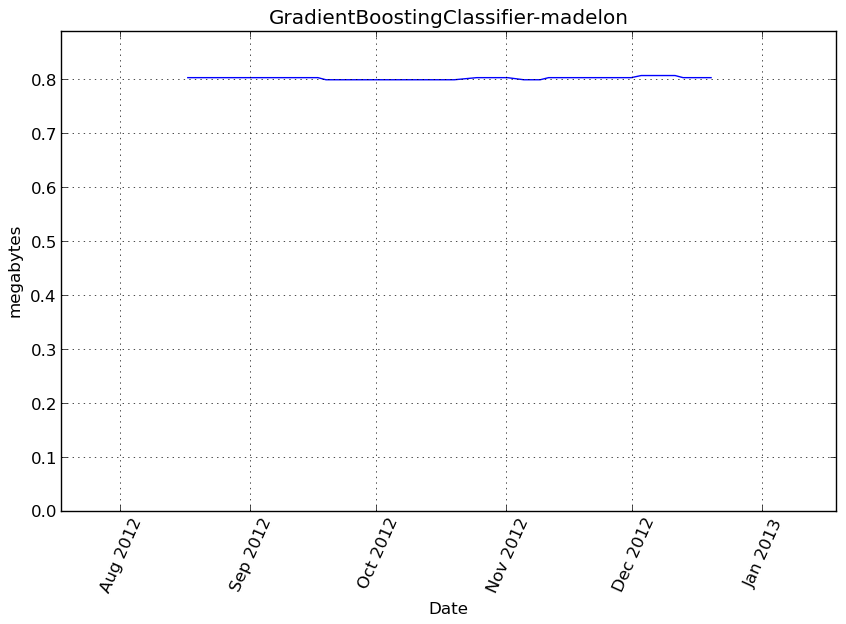 GradientBoostingClassifier-madelon
megabytes
0.8
0.7
0.6
0.5
0.4
0.3
0.2
0.1
0.0
Aug 2012
Sep 2012
Oct 2012
Nov 2012
Dec 2012
Jan 2013
Date